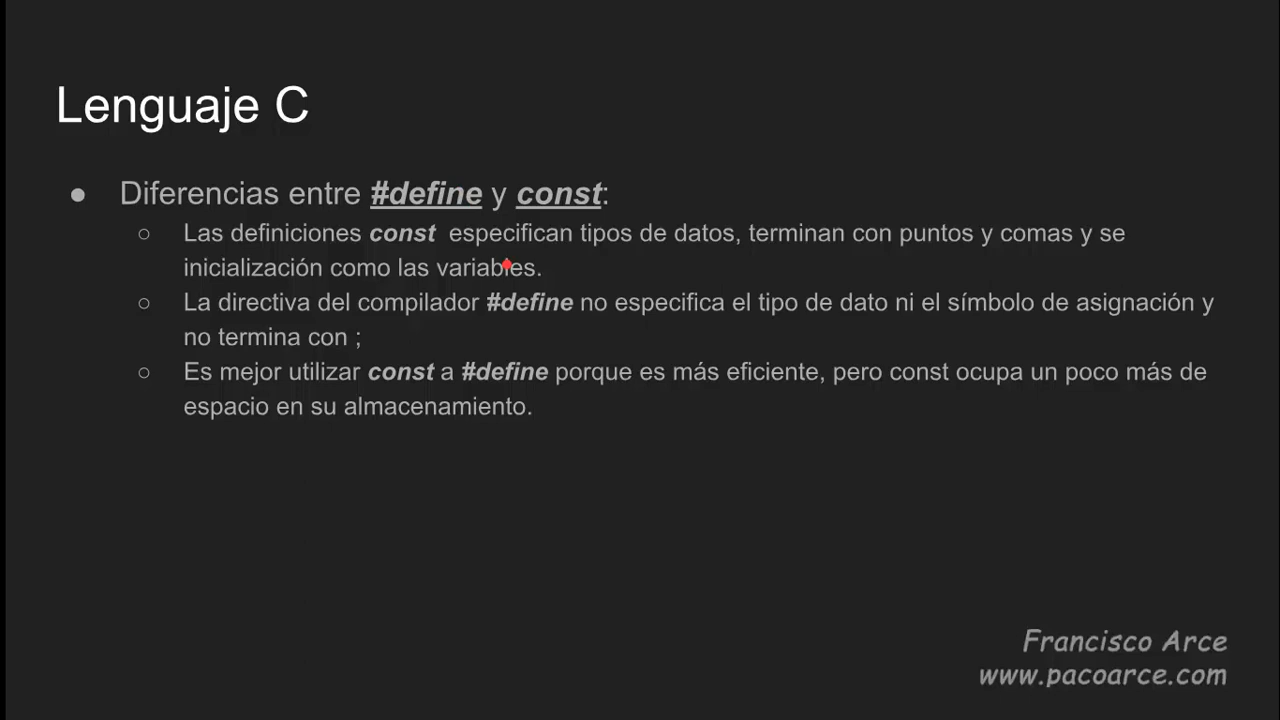 Lenguaje C
● Diferencias entre #define y const:
○ Las definiciones const especifican tipos de datos, terminan con puntos y comas y se
inicialización como las variables.
○ La directiva del compilador #define no especifica el tipo de dato ni el símbolo de asignación y
no termina con ;
○ Es mejor utilizar const a #define porque es más eficiente, pero const ocupa un poco más de
espacio en su almacenamiento.
Francisco Arce
www.pacoarce.com